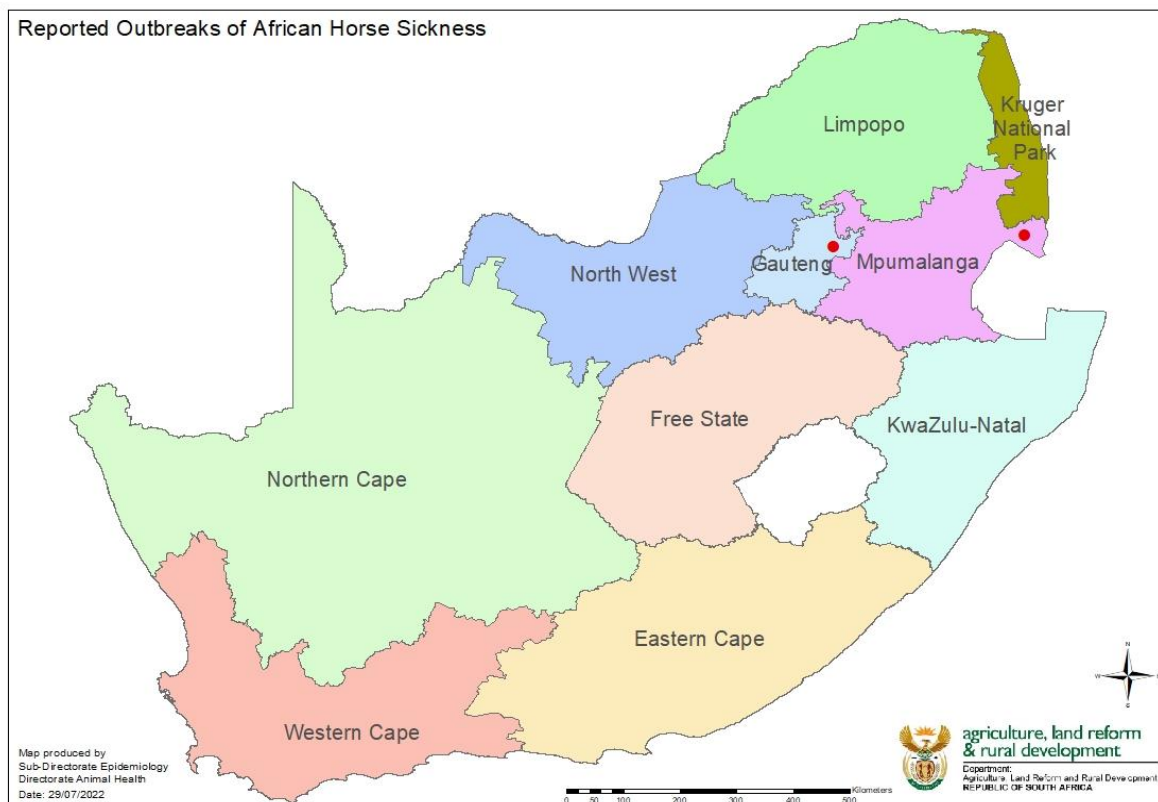 Reported Outbreaks of African Horse Sickness
Limpopo
Kruger
National
Park
North West
Gauteng
Mpumalanga
Free State
KwaZulu-Natal
Northern Cape
Eastern Cape
Western Cape
N
W
S
Map produced by
Sub-Directorate Epidemiology
Directorate Animal Health
Date: 29/07/2022
0 50 100 200 300 400 500
Kilometers
agriculture, land reform
& rural development
Department:
Agriculture, Land Reform and Rural Development
REPUBLIC OF SOUTH AFRICA